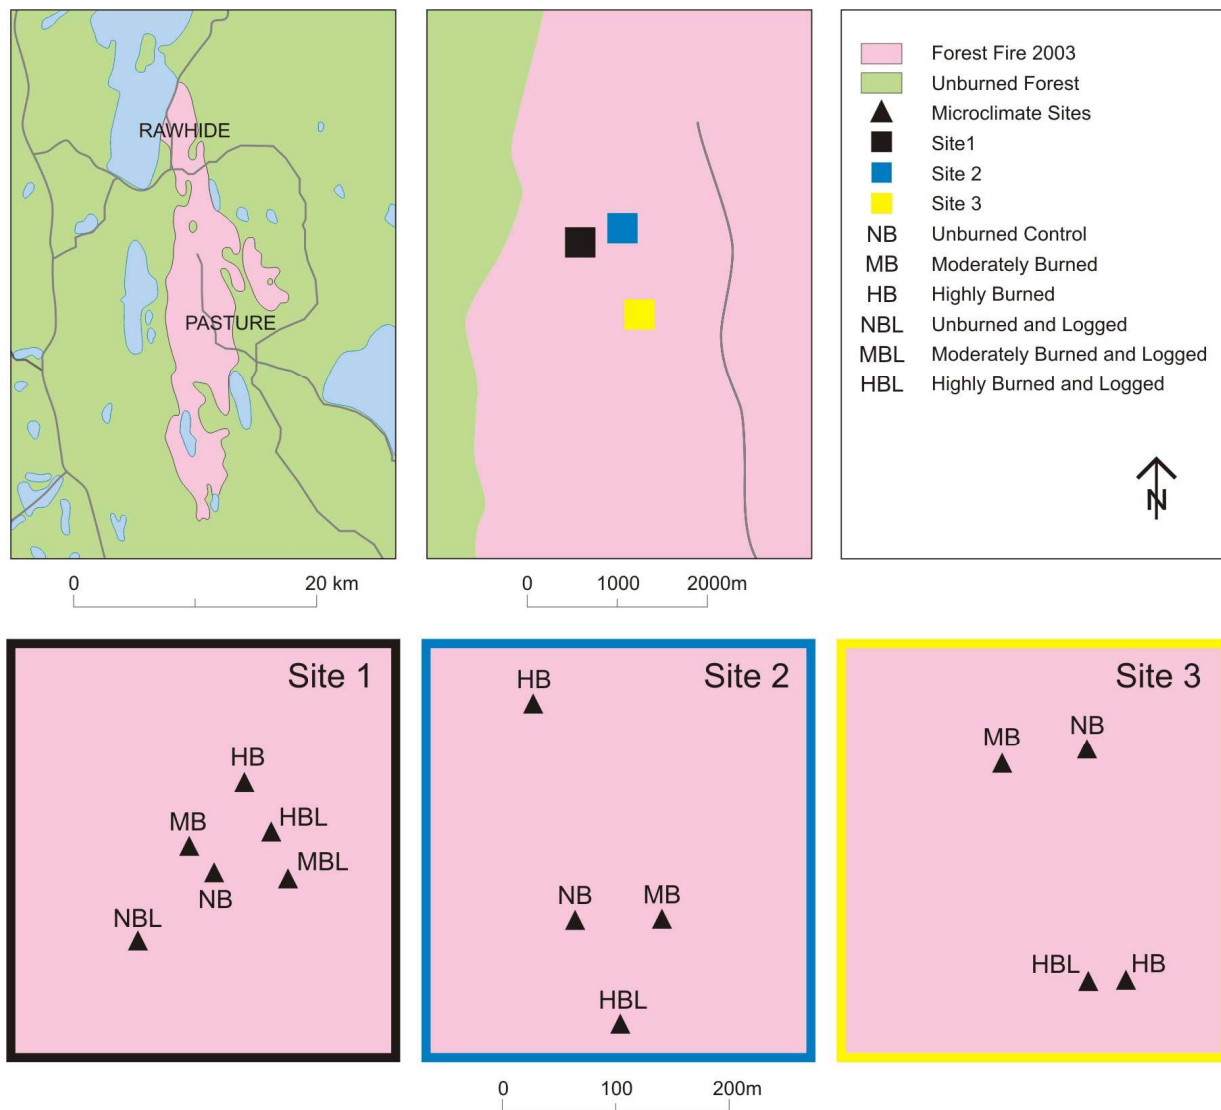 RAWHIDE
PASTURE
0 20 km
0 1000 2000m
Forest Fire 2003
Unburned Forest
Microclimate Sites
Site1
Site 2
Site 3
NB Unburned Control
MB Moderately Burned
HB Highly Burned
NBL Unburned and Logged
MBL Moderately Burned and Logged
HBL Highly Burned and Logged
N
Site 1
HB
HBL
MB
MBL
NB
NBL
Site 2
HB
NB MB
HBL
Site 3
NB
MB
HBL HB
0 100 200m